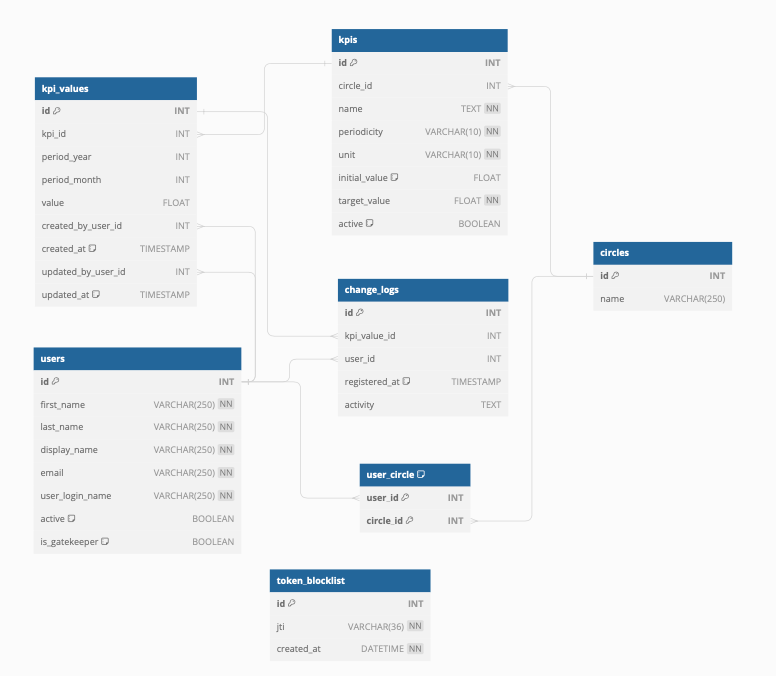 kpis
id INT
circle_id INT
name TEXT NN
periodicity VARCHAR(10) NN
unit VARCHAR(10) NN
initial_value FLOAT
target_value FLOAT NN
active BOOLEAN
kpi_values
id INT
kpi_id INT
period_year INT
period_month INT
value FLOAT
created_by_user_id INT
created_at TIMESTAMP
updated_by_user_id INT
updated_at TIMESTAMP
circles
id INT
name VARCHAR(250)
change_logs
id INT
kpi_value_id INT
user_id INT
registered_at TIMESTAMP
activity TEXT
users
id INT
first_name VARCHAR(250) NN
last_name VARCHAR(250) NN
display_name VARCHAR(250) NN
email VARCHAR(250) NN
user_login_name VARCHAR(250) NN
active BOOLEAN
is_gatekeeper BOOLEAN
user_circle
user_id INT
circle_id INT
token_blocklist
id INT
jti VARCHAR(36) NN
created_at DATETIME NN